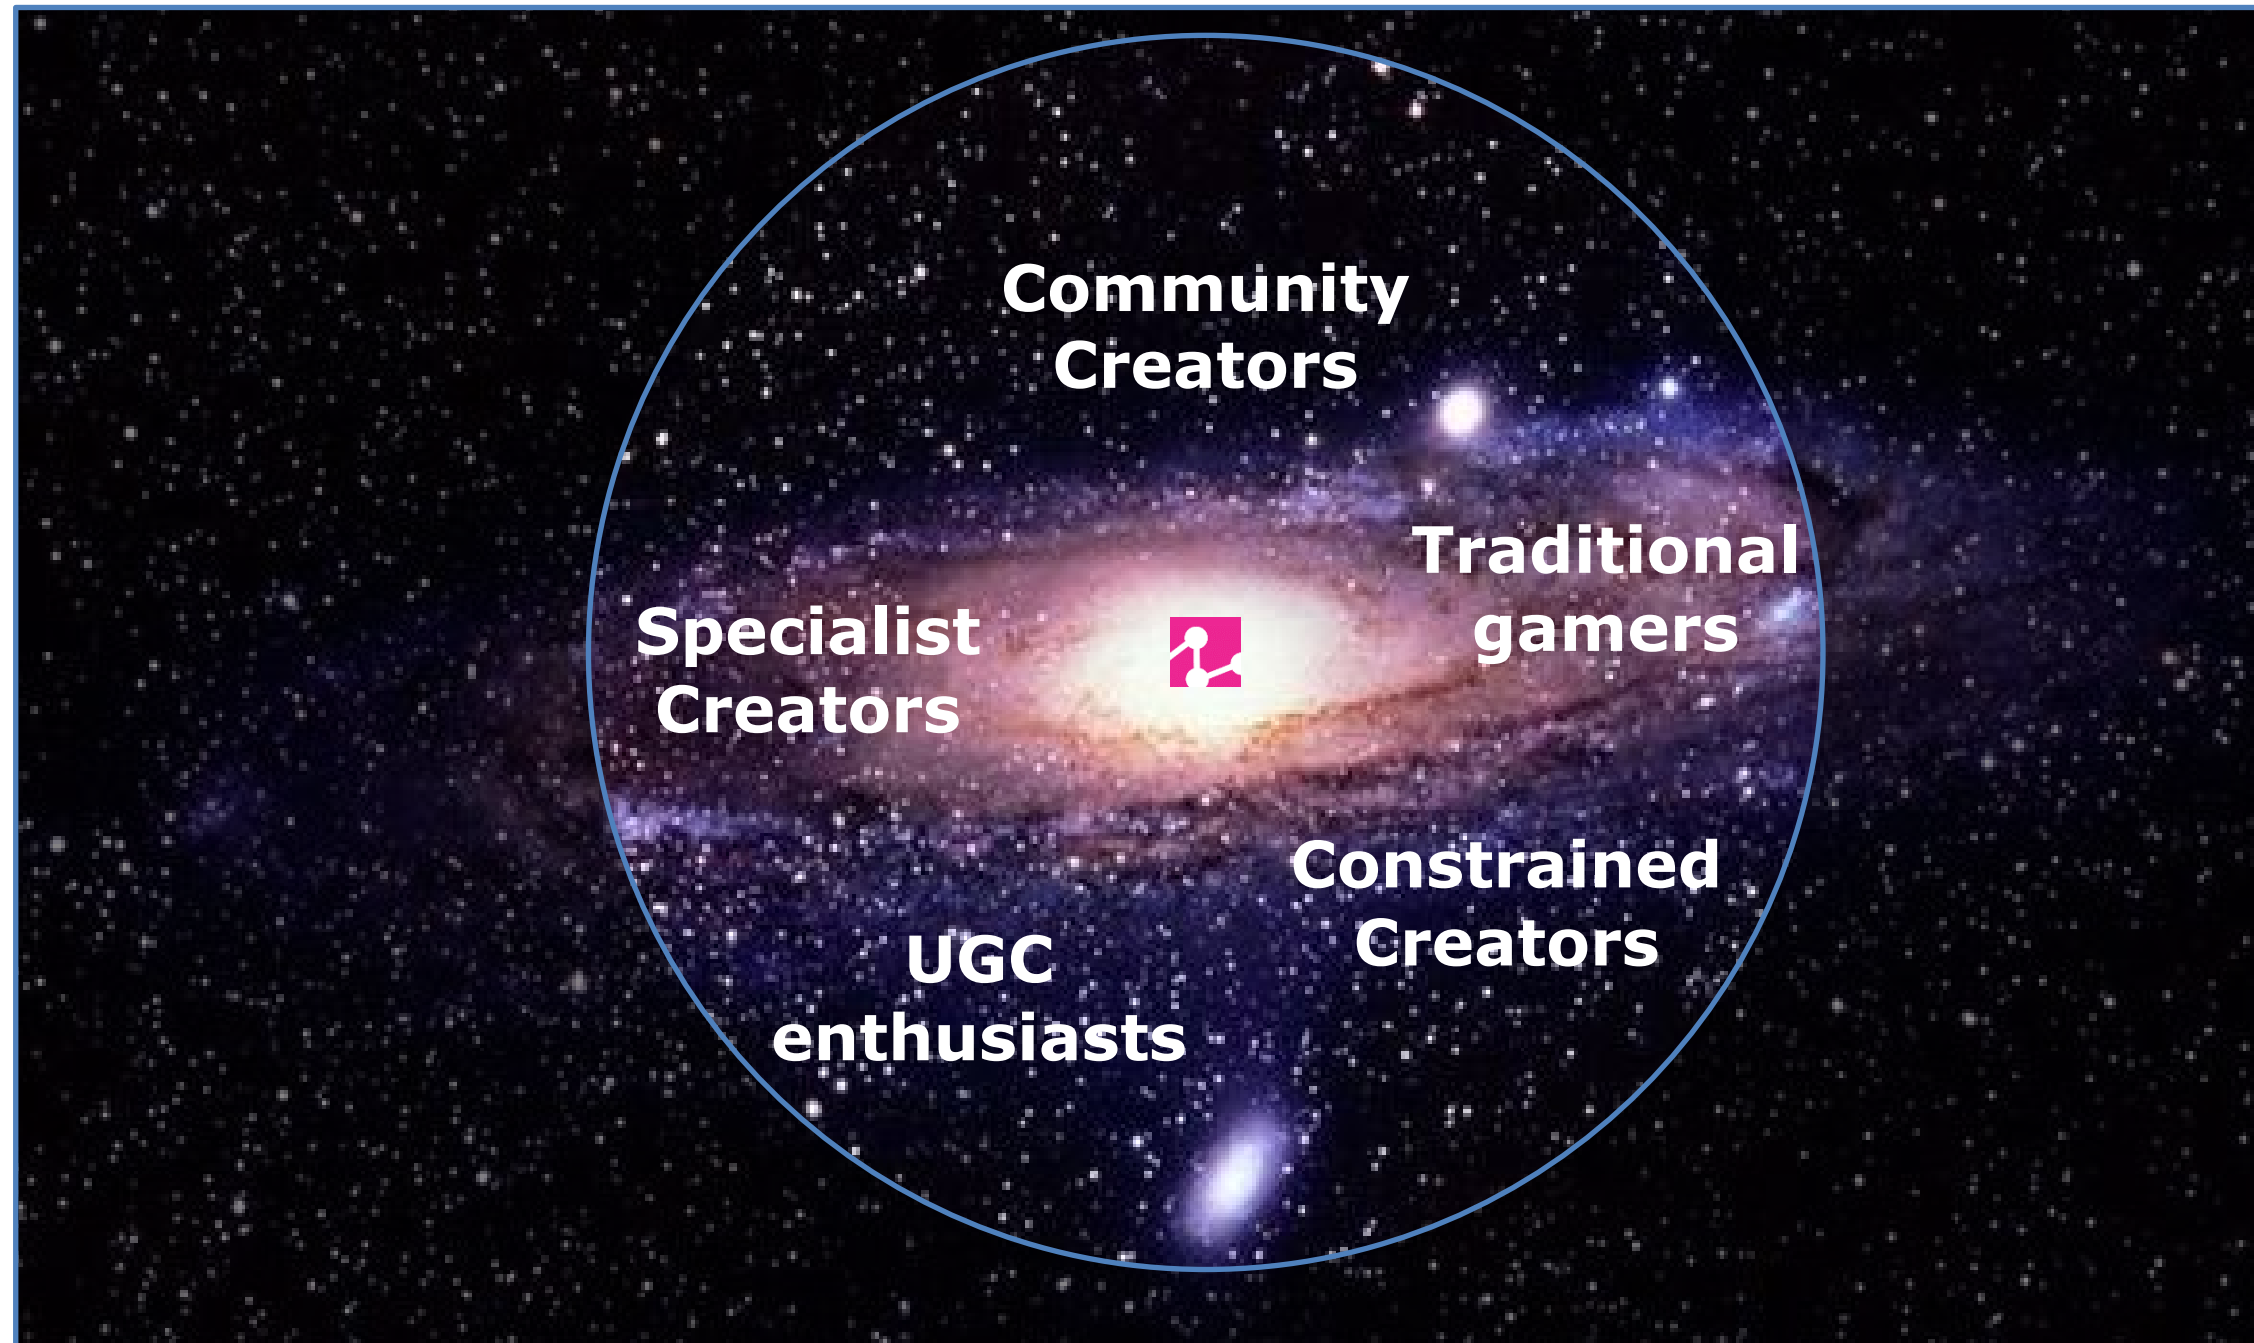 Community
Creators
Traditional
gamers
Specialist
Creators
Constrained
Creators
UGC
enthusiasts